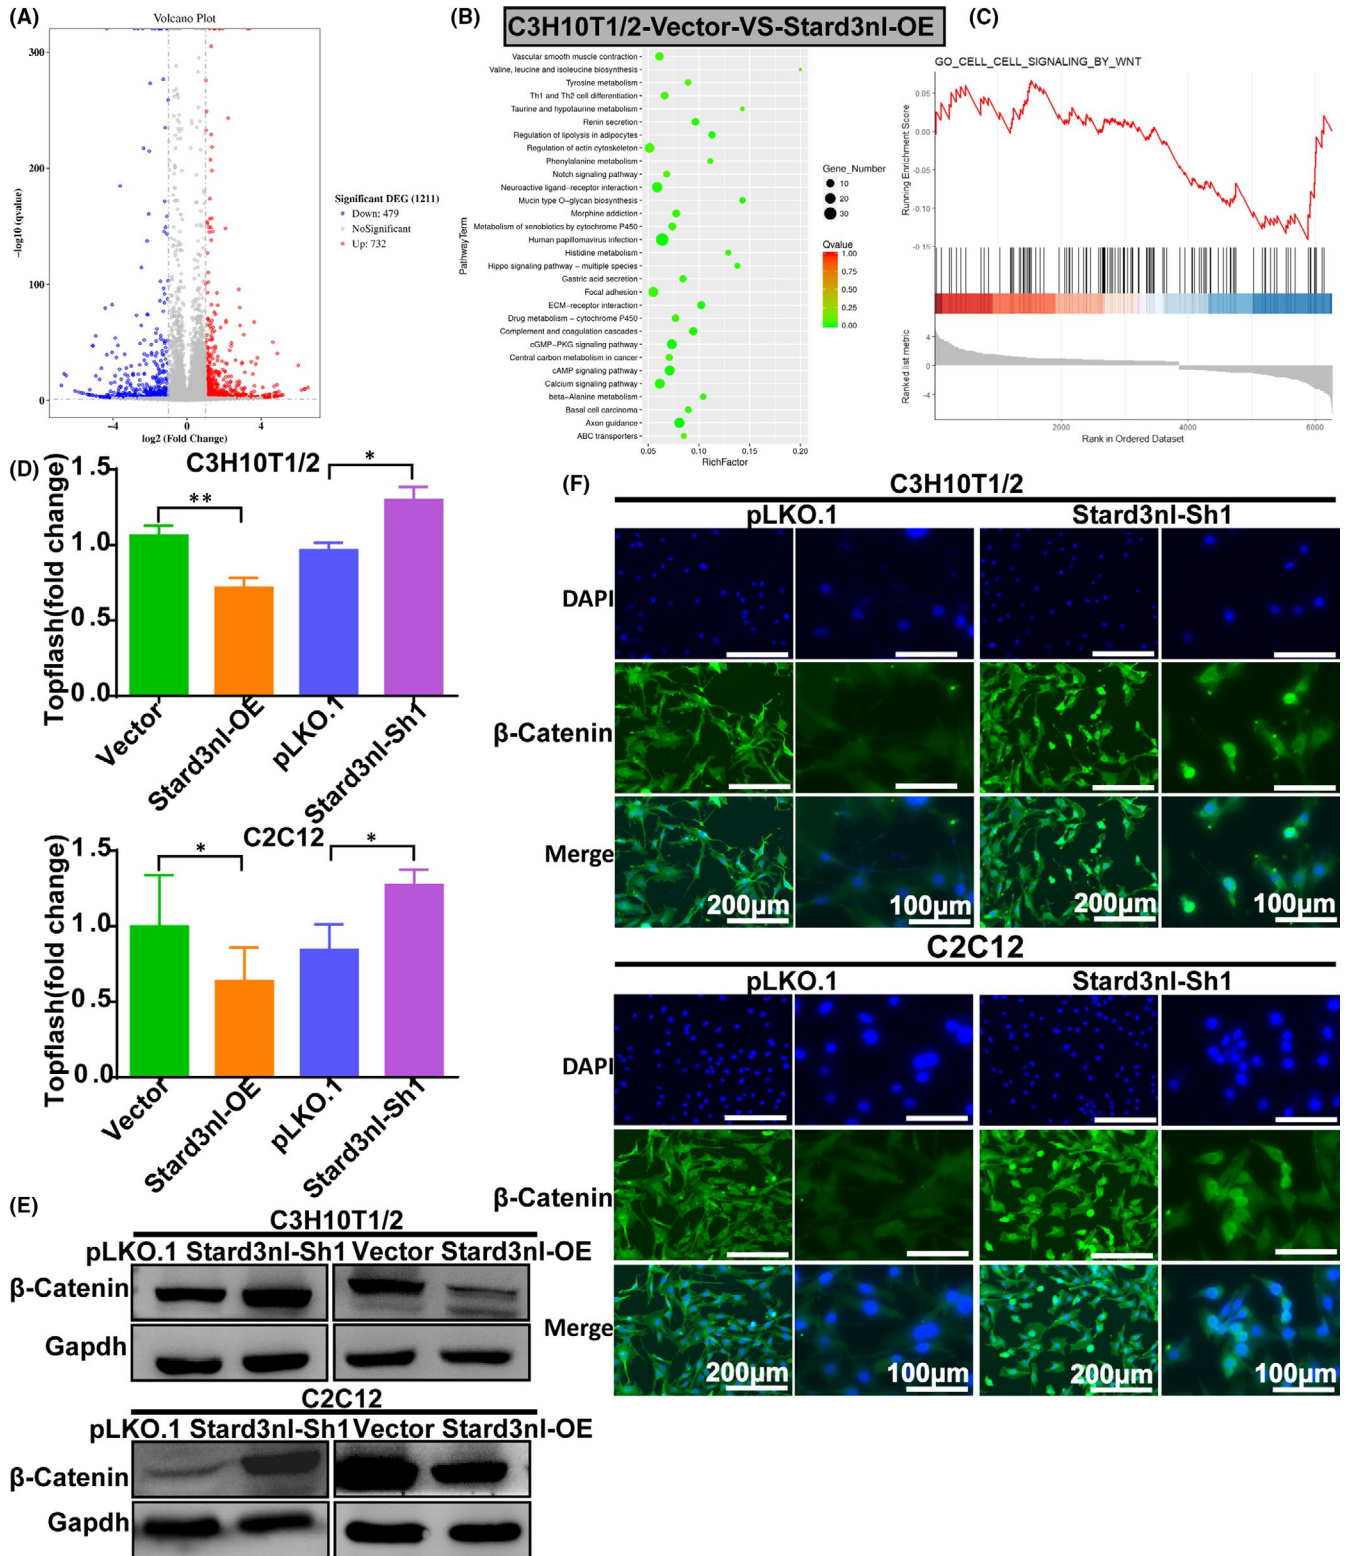 (A)
Volcano Plot
300
200
100
0
−log10 (qvalue)
−4
0
4
log2 (Fold Change)
Significant DEG (1211)
Down: 479
NoSignificant
Up: 732
(B)
C3H10T1/2-Vector-VS-Stard3nl-OE
PathwayTerm
Vascular smooth muscle contraction
Valine, leucine and isoleucine biosynthesis
Tyrosine metabolism
Th1 and Th2 cell differentiation
Taurine and hypotaurine metabolism
Renin secretion
Regulation of lipolysis in adipocytes
Regulation of actin cytoskeleton
Phenylalanine metabolism
Notch signaling pathway
Neuroactive ligand−receptor interaction
Mucin type O−glycan biosynthesis
Morphine addiction
Metabolism of xenobiotics by cytochrome P450
Human papillomavirus infection
Histidine metabolism
Hippo signaling pathway − multiple species
Gastric acid secretion
Focal adhesion
ECM−receptor interaction
Drug metabolism − cytochrome P450
Complement and coagulation cascades
cGMP−PKG signaling pathway
Central carbon metabolism in cancer
cAMP signaling pathway
Calcium signaling pathway
beta−Alanine metabolism
Basal cell carcinoma
Axon guidance
ABC transporters
0.05
0.10
0.15
0.20
RichFactor
Gene_Number
10
20
30
Qvalue
1.00
0.75
0.50
0.25
0.00
(C)
GO_CELL_CELL_SIGNALING_BY_WNT
Running Enrichment Score
0.05
0.00
-0.05
-0.10
-0.15
Ranked list metric
4
0
-4
2000
4000
6000
Rank in Ordered Dataset
(D)
C3H10T1/2
Topflash(fold change)
1.5
1.0
0.5
0.0
**
*
Vector
Stard3nl-OE
pLKO.1
Stard3nl-Sh1
C2C12
Topflash(fold change)
1.5
1.0
0.5
0.0
*
*
Vector
Stard3nl-OE
pLKO.1
Stard3nl-Sh1
(E)
C3H10T1/2
pLKO.1 Stard3nl-Sh1 Vector Stard3nl-OE
β-Catenin
Gapdh
C2C12
pLKO.1 Stard3nl-Sh1 Vector Stard3nl-OE
β-Catenin
Gapdh
(F)
C3H10T1/2
pLKO.1 Stard3nl-Sh1
DAPI
β-Catenin
Merge
200μm 100μm 200μm 100μm
C2C12
pLKO.1 Stard3nl-Sh1
DAPI
β-Catenin
Merge
200μm 100μm 200μm 100μm